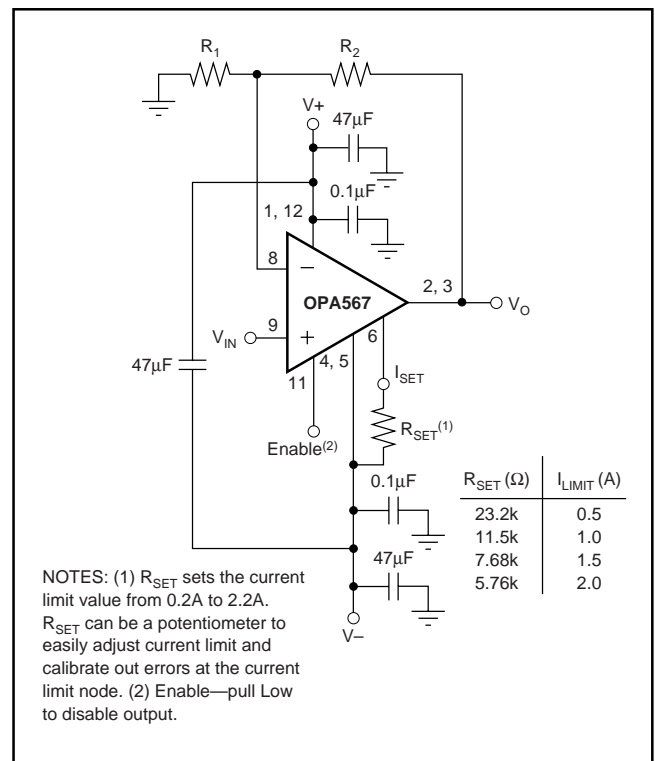 R1
R2
V+
47µF
0.1µF
1, 12
8
−
OPA567
2, 3
VO
VIN
9
+
6
4, 5
47µF
11
ISET
Enable(2)
RSET(1)
0.1µF
47µF
V–
RSET (Ω) ILIMIT (A)
23.2k 0.5
11.5k 1.0
7.68k 1.5
5.76k 2.0
NOTES: (1) RSET sets the current
limit value from 0.2A to 2.2A.
RSET can be a potentiometer to
easily adjust current limit and
calibrate out errors at the current
limit node. (2) Enable—pull Low
to disable output.